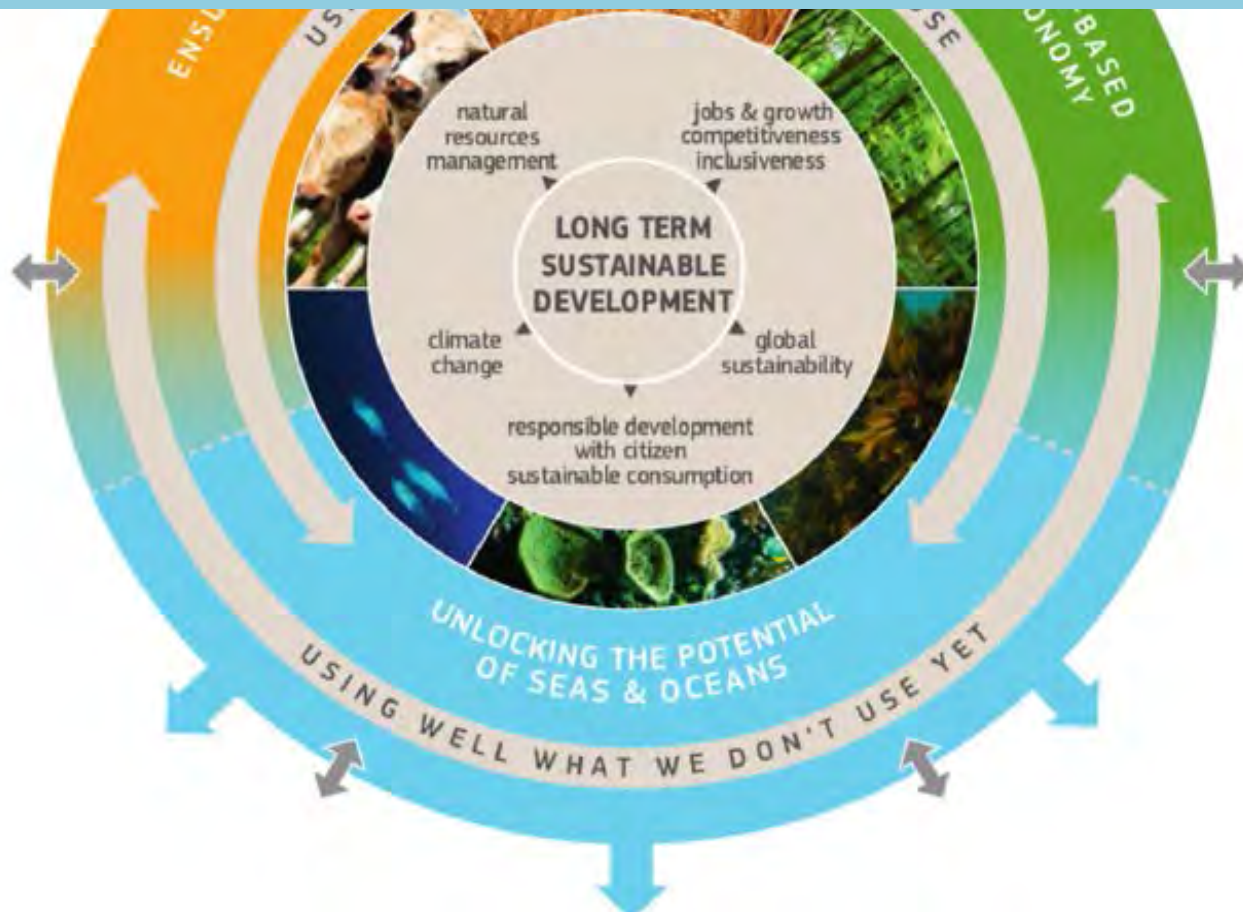 natural
resources
management
jobs & growth
competitiveness
inclusiveness
LONG TERM
SUSTAINABLE
DEVELOPMENT
climate
change
global
sustainability
responsible development
with citizen
sustainable consumption
UNLOCKING THE POTENTIAL
OF SEAS & OCEANS
USING WELL WHAT WE DON'T USE YET